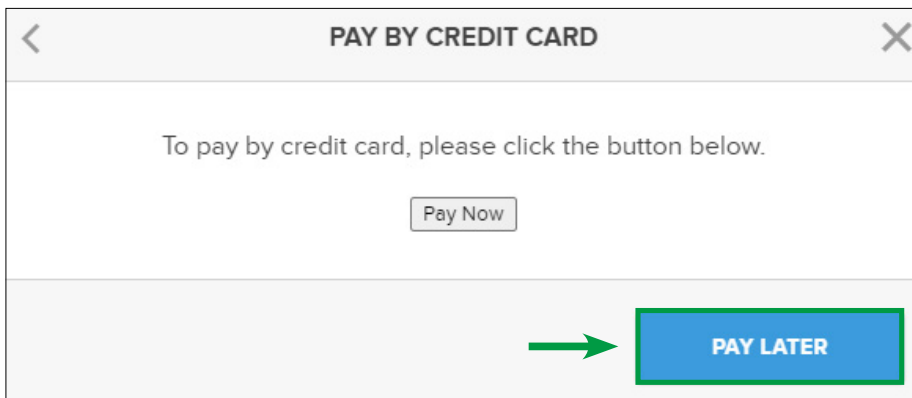 PAY BY CREDIT CARD
To pay by credit card, please click the button below.
Pay Now
PAY LATER